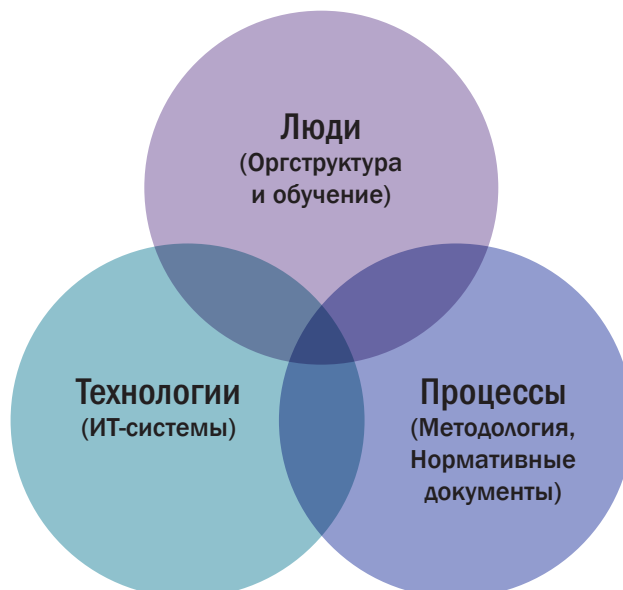 Люди
(Оргструктура
и обучение)
Технологии
(ИТ-системы)
Процессы
(Методология,
Нормативные
документы)